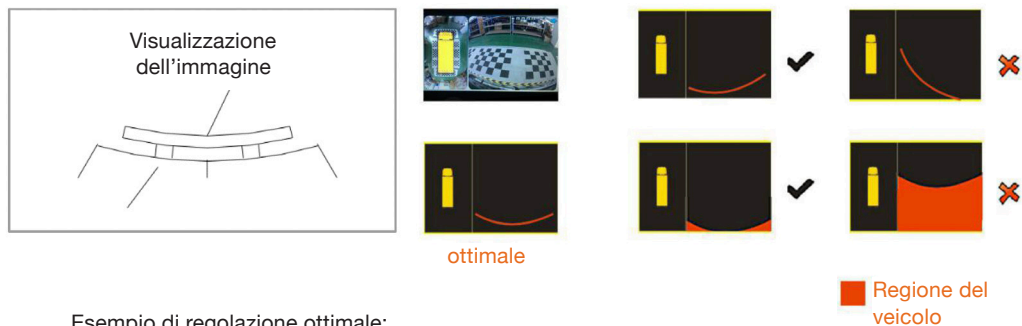 Visualizzazione
dell'immagine
ottimale
Regione del
veicolo
Esempio di regolazione ottimale: